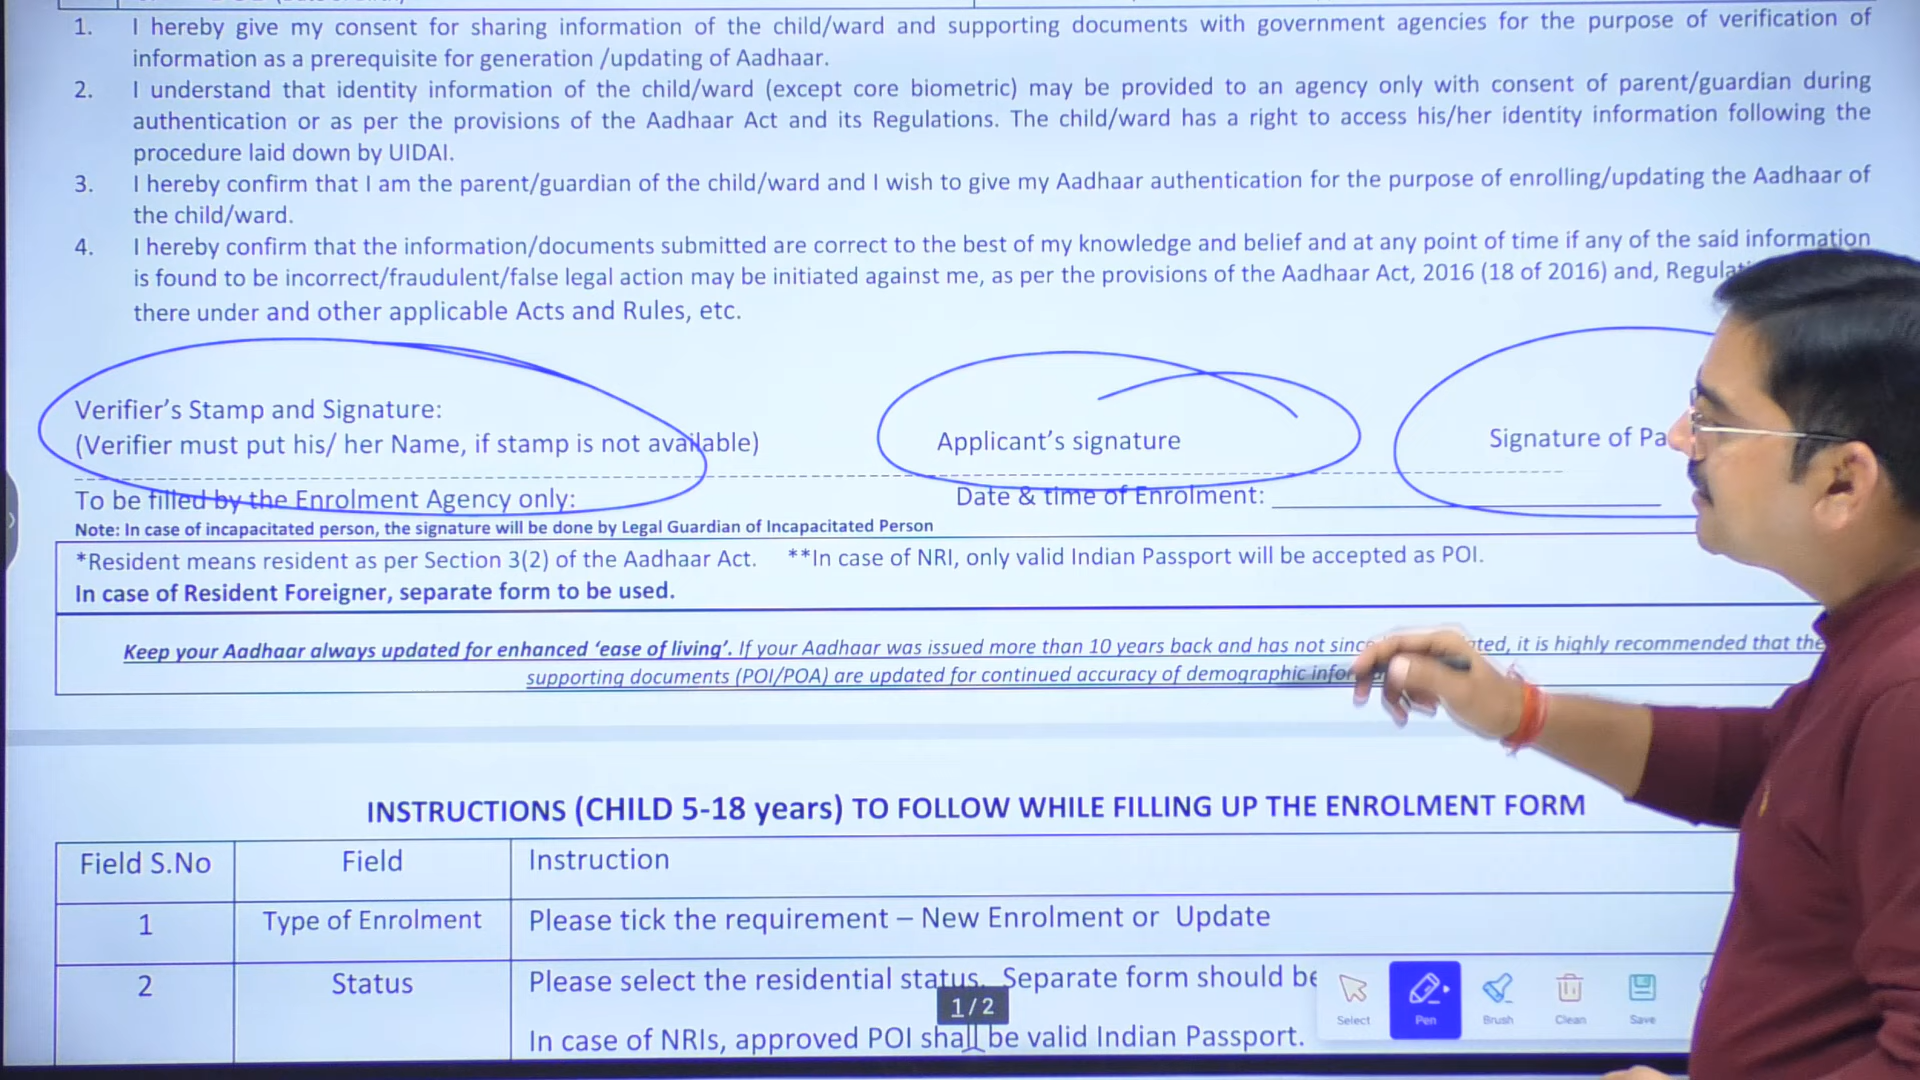 1. I hereby give my consent for sharing information of the child/ward and supporting documents with government agencies for the purpose of verification of
information as a prerequisite for generation /updating of Aadhaar.
2. I understand that identity information of the child/ward (except core biometric) may be provided to an agency only with consent of parent/guardian during
authentication or as per the provisions of the Aadhaar Act and its Regulations. The child/ward has a right to access his/her identity information following the
procedure laid down by UIDAI.
3. I hereby confirm that I am the parent/guardian of the child/ward and I wish to give my Aadhaar authentication for the purpose of enrolling/updating the Aadhaar of
the child/ward.
4. I hereby confirm that the information/documents submitted are correct to the best of my knowledge and belief and at any point of time if any of the said information
is found to be incorrect/fraudulent/false legal action may be initiated against me, as per the provisions of the Aadhaar Act, 2016 (18 of 2016) and,
there under and other applicable Acts and Rules, etc.
Verifier's Stamp and Signature:
(Verifier must put his/ her Name, if stamp is not available)
Applicant's signature
Signature of
To be filled by the Enrolment Agency only:
Date & time of Enrolment:
Note: In case of incapacitated person, the signature will be done by Legal Guardian of Incapacitated Person
*Resident means resident as per Section 3(2) of the Aadhaar Act. **In case of NRI, only valid Indian Passport will be accepted as POI.
In case of Resident Foreigner, separate form to be used.
Keep your Aadhaar always updated for enhanced 'ease of living'. If your Aadhaar was issued more than 10 years back and has not it is highly recommended that the
supporting documents (POI/POA) are updated for continued accuracy of demographic
INSTRUCTIONS (CHILD 5-18 years) TO FOLLOW WHILE FILLING UP THE ENROLMENT FORM
Field S.No Field Instruction
1 Type of Enrolment Please tick the requirement – New Enrolment or Update
2 Status Please select the residential status. Separate form should be
In case of NRIs, approved POI shall be valid Indian Passport.
1/2
Select Pen Brush Clean Save